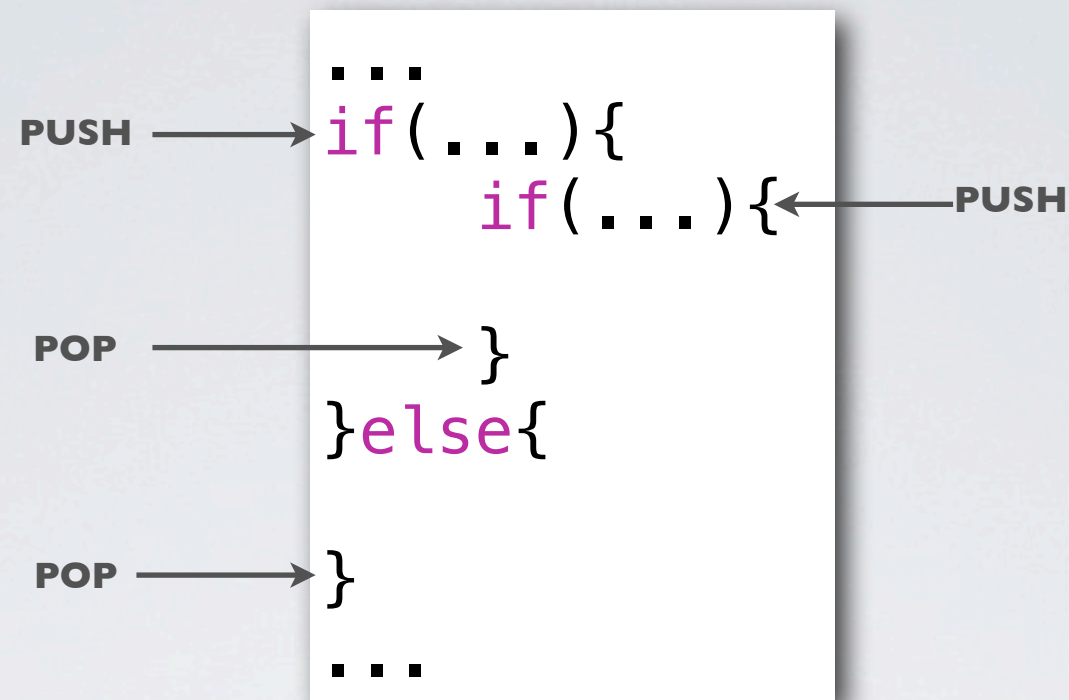 ...
PUSH if(...){
if(...){ PUSH
POP }
}else{
POP }
...